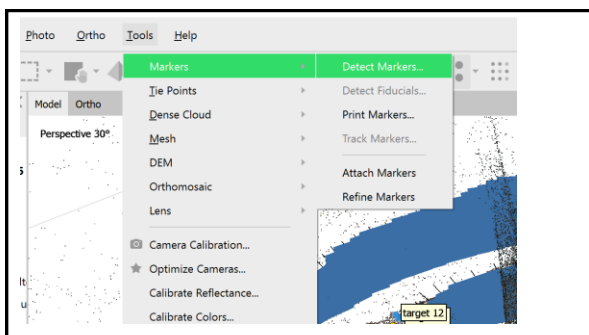 Photo Ortho Tools Help
Markers
Detect Markers...
Model Ortho
Tie Points
Detect Fiducials...
Perspective 30°
Dense Cloud
Print Markers...
Mesh
Track Markers...
DEM
Attach Markers
Orthomosaic
Refine Markers
Lens
Camera Calibration...
Optimize Cameras...
Calibrate Reflectance...
Calibrate Colors...
target 12